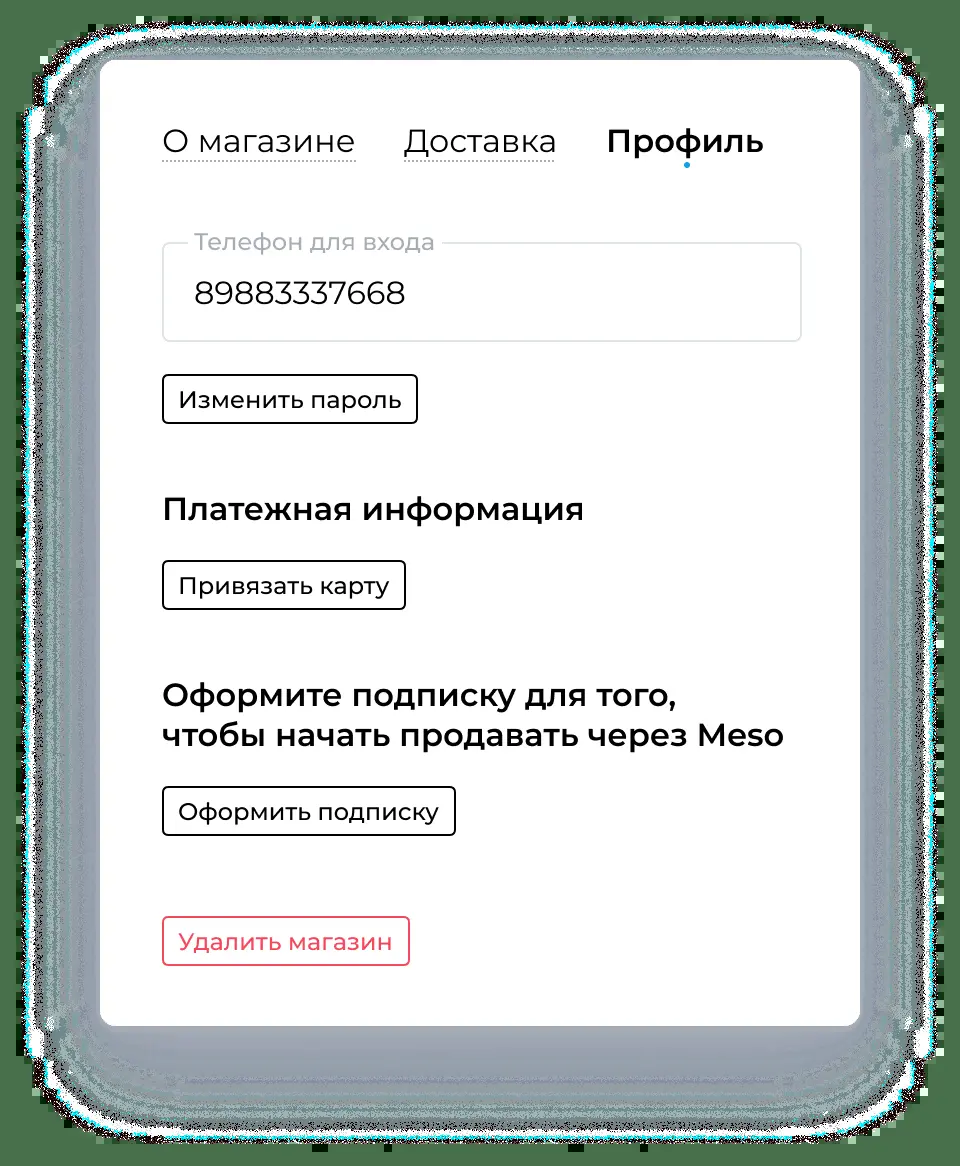 О магазине Доставка Профиль
Телефон для входа
89883337668
Изменить пароль
Платежная информация
Привязать карту
Оформите подписку для того,
чтобы начать продавать через Meso
Оформить подписку
Удалить магазин